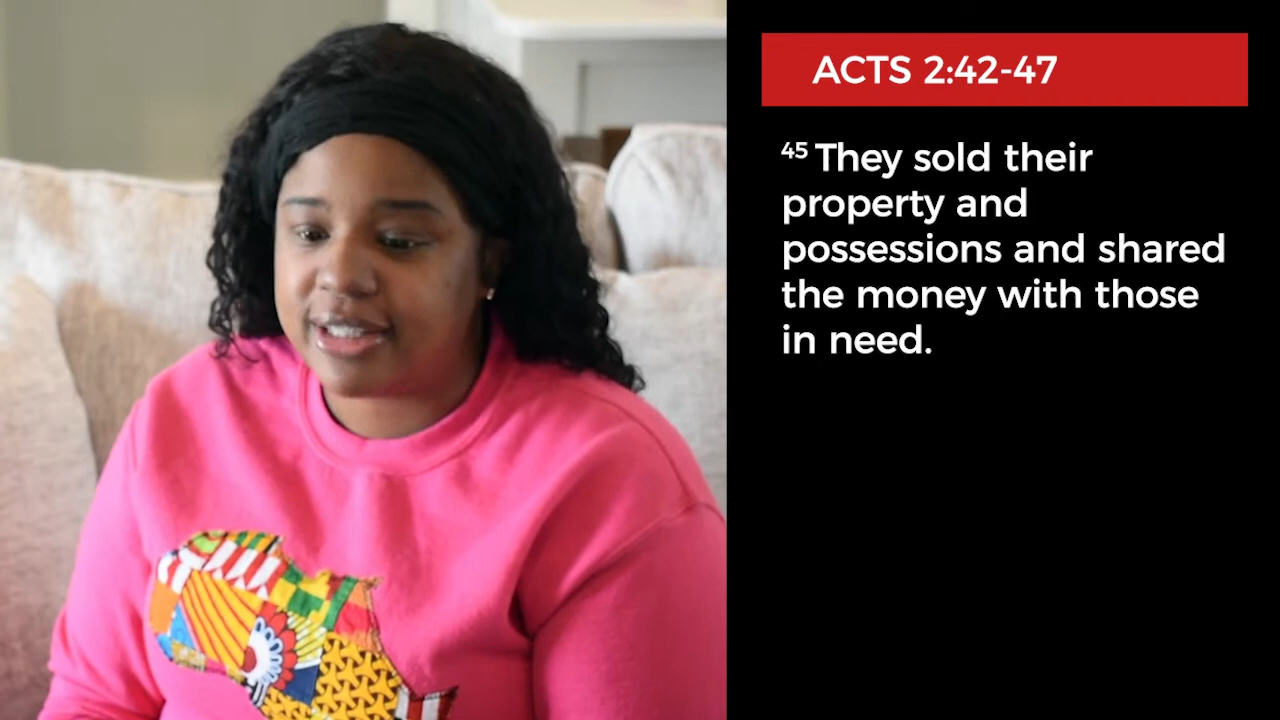 ACTS 2:42-47
45 They sold their
property and
possessions and shared
the money with those
in need.